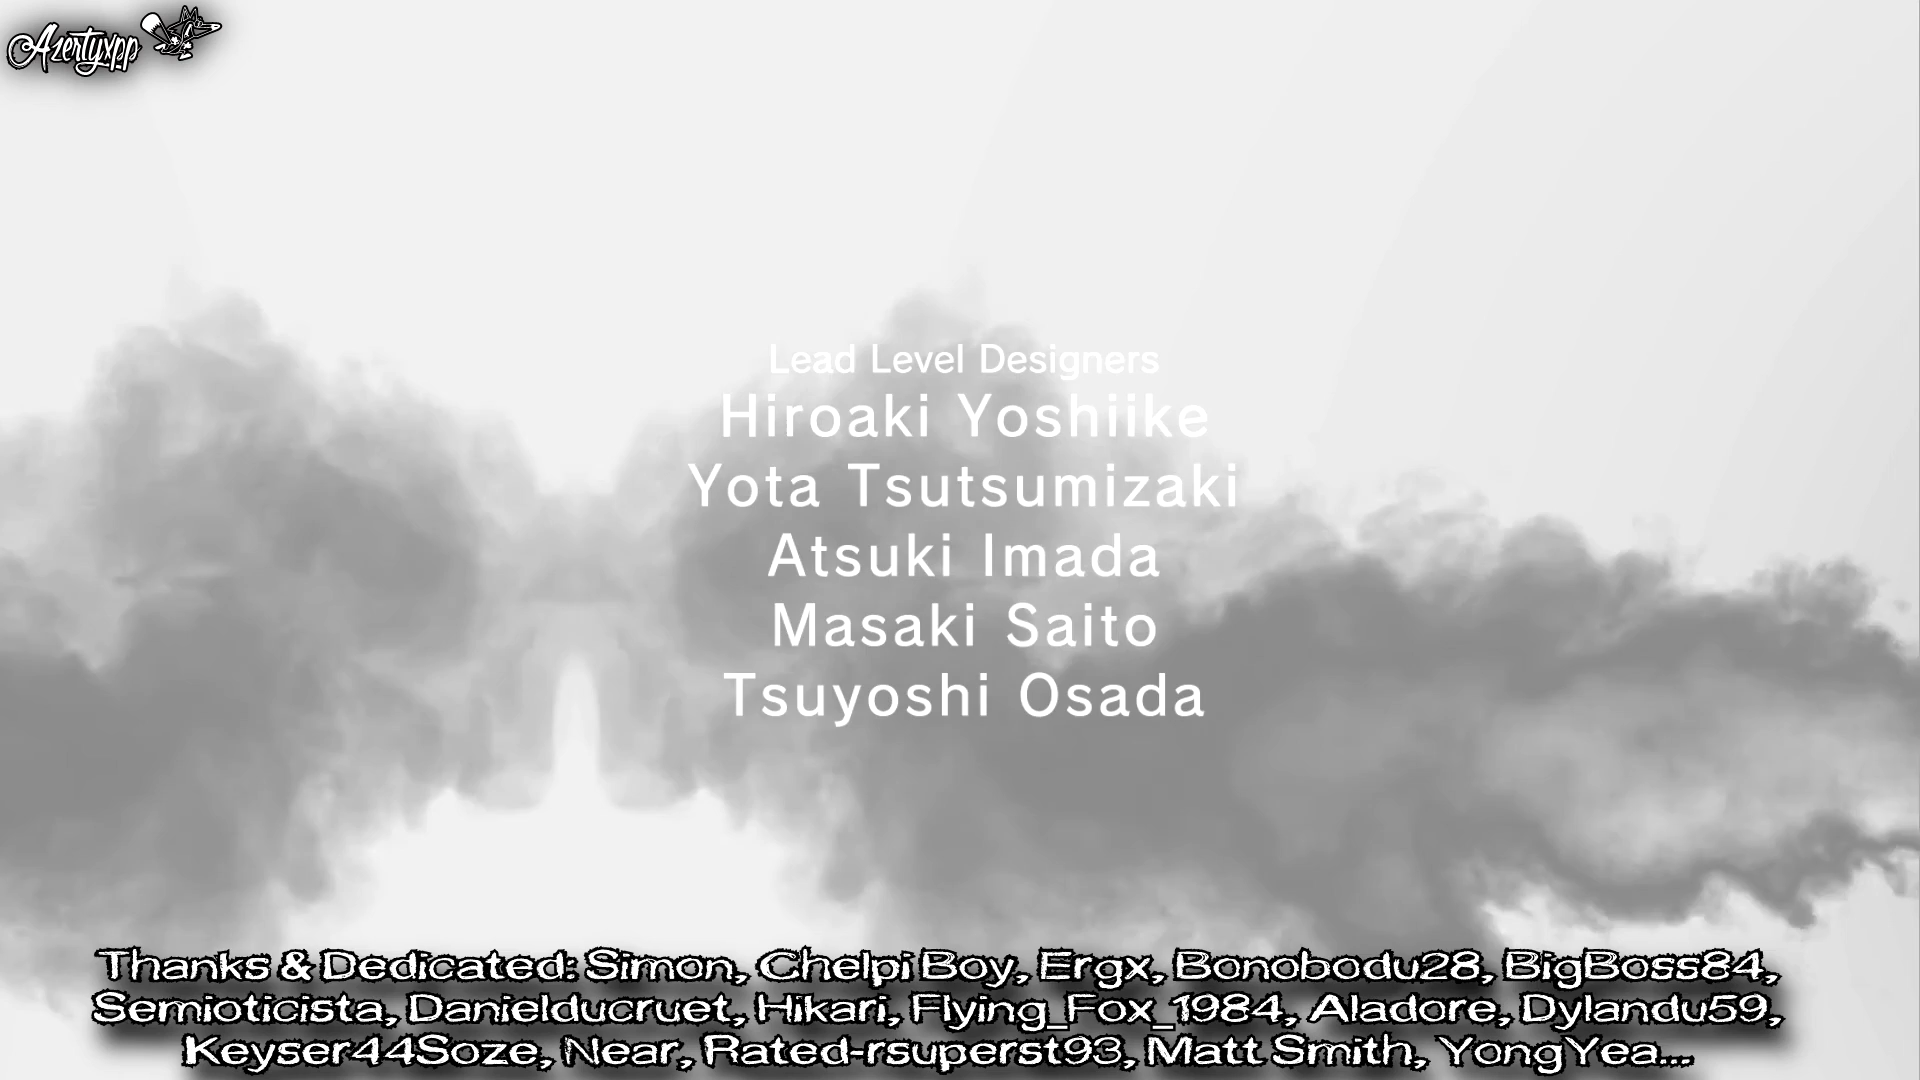 Azertyxpp
Lead Level Designers
Hiroaki Yoshiike
Yota Tsutsumizaki
Atsuki Imada
Masaki Saito
Tsuyoshi Osada
Thanks & Dedicated: Simon, Chelpi Boy, Ergx, Bonobodu28, BigBoss84,
Semioticista, Danielducruet, Hikari, Flying_Fox_1984, Aladore, Dylandu59,
Keyser44Soze, Near, Rated-rsuperst93, Matt Smith, YongYea...